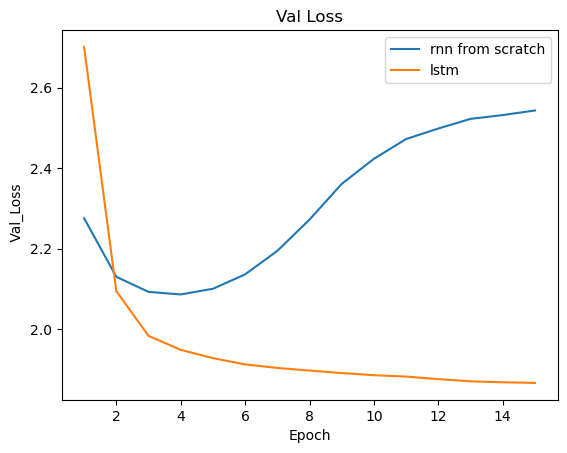 Val Loss
rnn from scratch
lstm
Val_Loss
2.6
2.4
2.2
2.0
2 4 6 8 10 12 14
Epoch